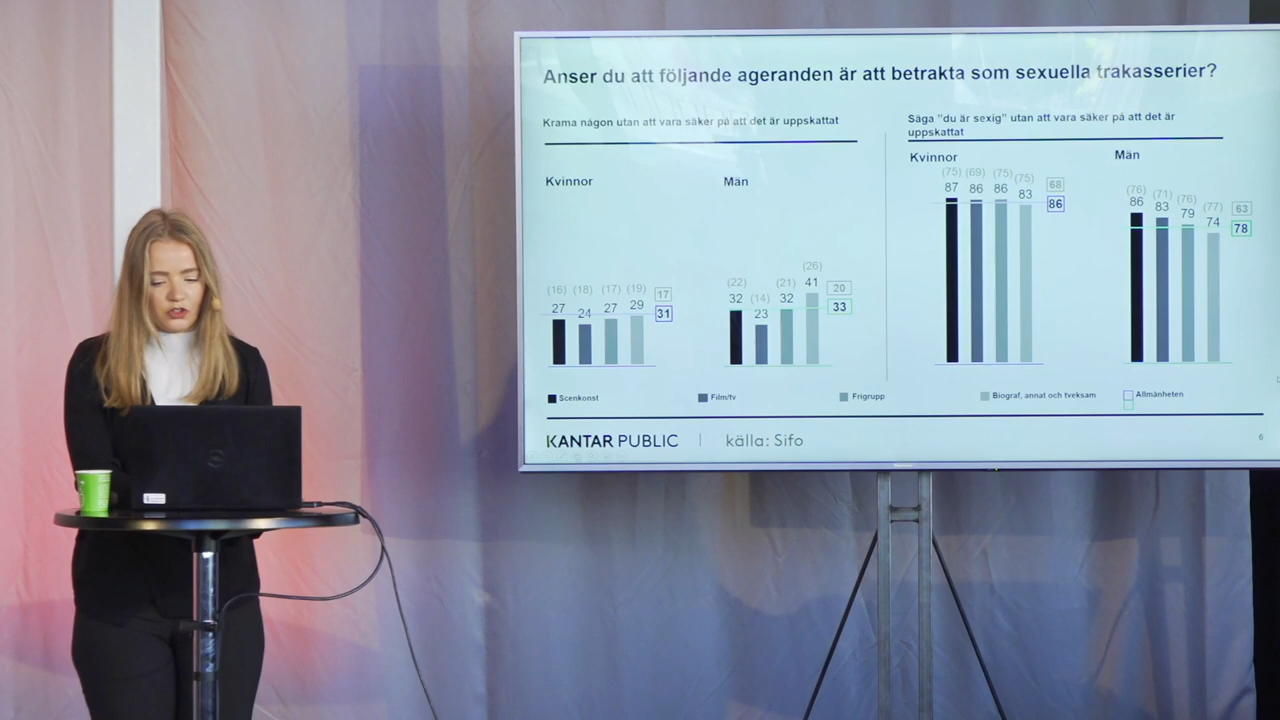 Anser du att följande ageranden är att betrakta som sexuella trakasserier?
Krama någon utan att vara säker på att det är uppskattat
Kvinnor
Män
(16) (18) (17) (19) 17
27 24 27 29 31
(22) (14) (21) (26) 20
32 23 32 41 33
Säga "du är sexig" utan att vara säker på att det är
uppskattat
Kvinnor
Män
(75) (69) (75) (75) 68
87 86 86 83 86
(76) (71) (76) (77) 63
86 83 79 74 78
Scenkonst
Film/tv
Frigrupp
Biograf, annat och tveksam
Allmänheten
KANTAR PUBLIC | källa: Sifo
6